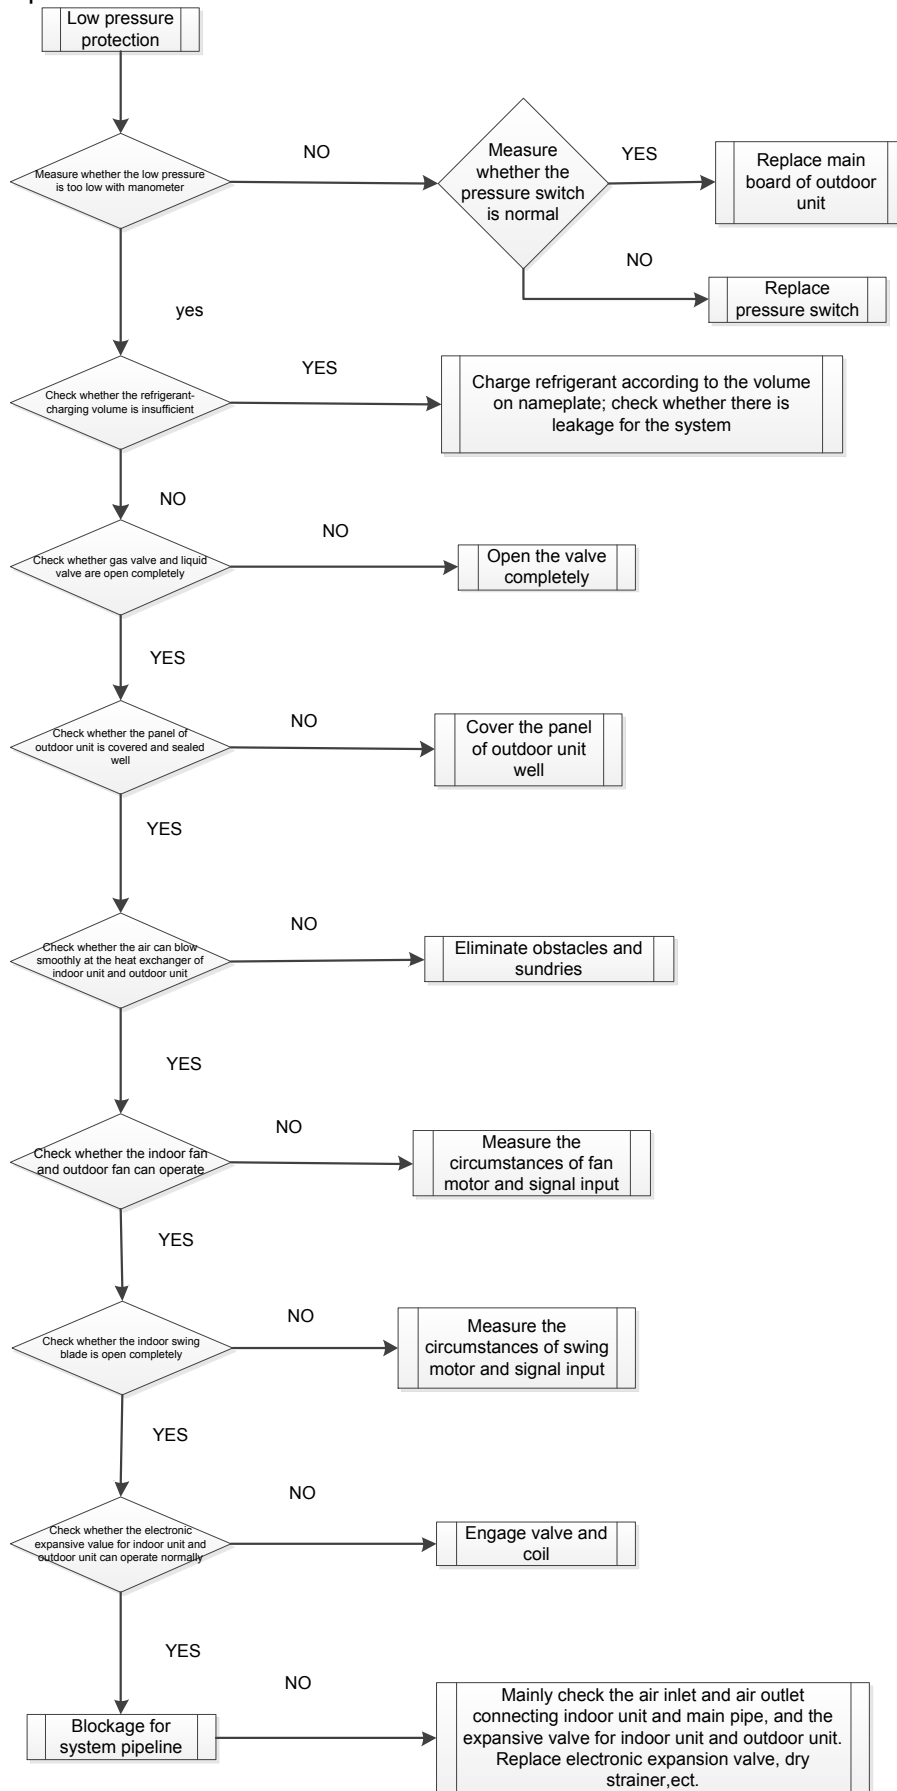 Low pressure
protection
Measure whether the low pressure
is too low with manometer
NO
Measure
whether the
pressure switch
is normal
YES
Replace main
board of outdoor
unit
NO
Replace
pressure switch
yes
Check whether the refrigerant-
charging volume is insufficient
YES
Charge refrigerant according to the volume
on nameplate; check whether there is
leakage for the system
NO
Check whether gas valve and liquid
valve are open completely
NO
Open the valve
completely
YES
Check whether the panel of
outdoor unit is covered and sealed
well
NO
Cover the panel
of outdoor unit
well
YES
Check whether the air can blow
smoothly at the heat exchanger of
indoor unit and outdoor unit
NO
Eliminate obstacles and
sundries
YES
Check whether the indoor fan
and outdoor fan can operate
NO
Measure the
circumstances of fan
motor and signal input
YES
Check whether the indoor swing
blade is open completely
NO
Measure the
circumstances of swing
motor and signal input
YES
Check whether the electronic
expansive value for indoor unit and
outdoor unit can operate normally
NO
Engage valve and
coil
YES
Blockage for
system pipeline
NO
Mainly check the air inlet and air outlet
connecting indoor unit and main pipe, and the
expansive valve for indoor unit and outdoor unit.
Replace electronic expansion valve, dry
strainer,ect.